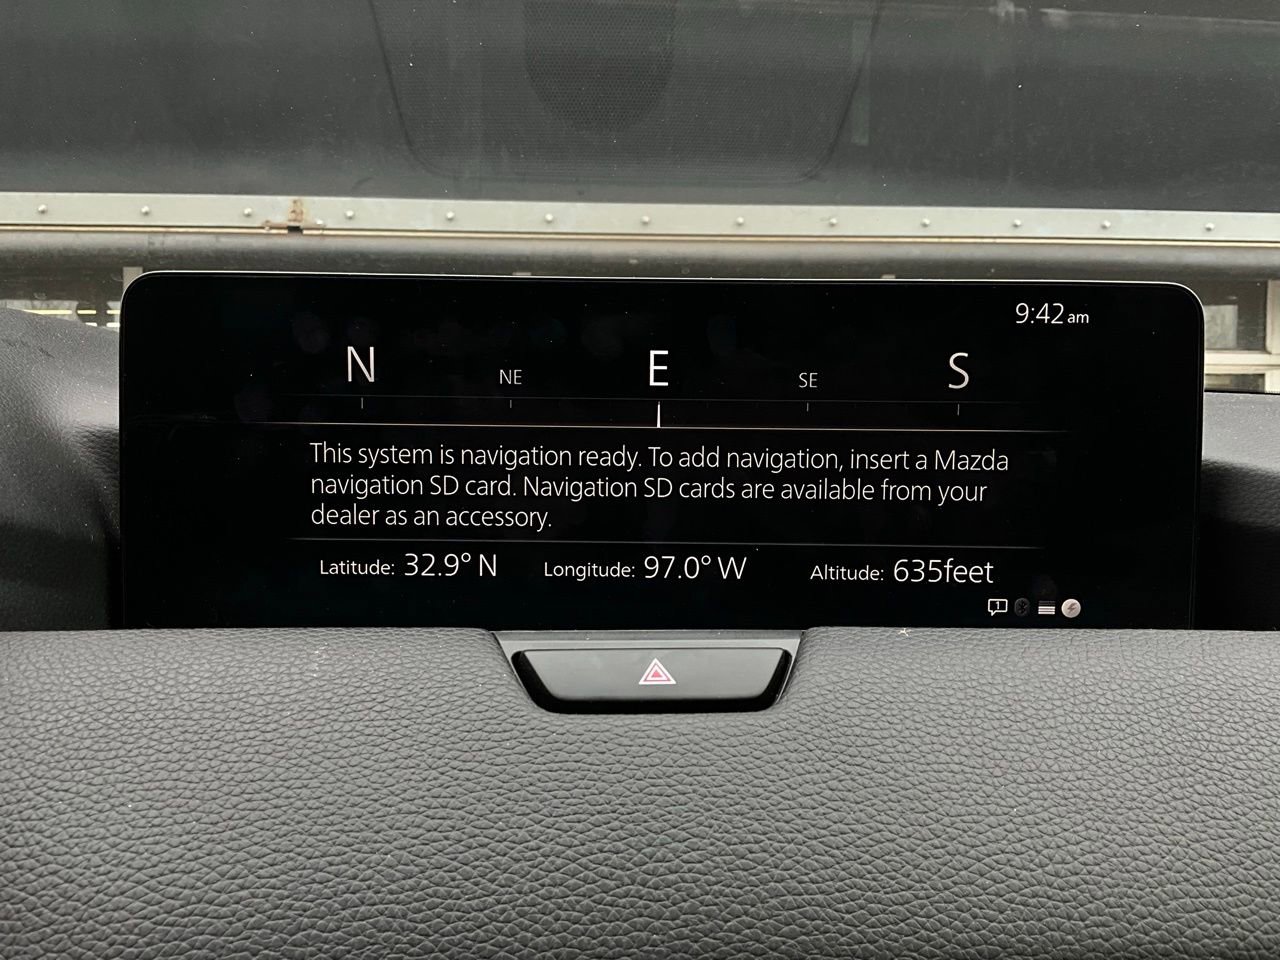 9:42 am
N NE E SE S
This system is navigation ready. To add navigation, insert a Mazda
navigation SD card. Navigation SD cards are available from your
dealer as an accessory.
Latitude: 32.9° N Longitude: 97.0° W Altitude: 635feet
1